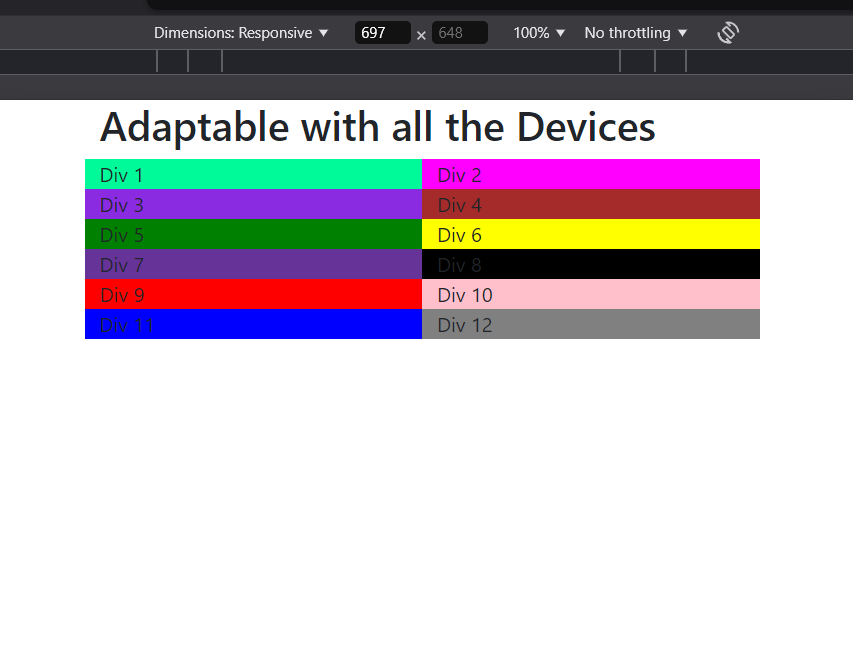 Dimensions: Responsive ▼ 697 × 648 100% ▼ No throttling ▼
Adaptable with all the Devices
Div 1 Div 2
Div 3 Div 4
Div 5 Div 6
Div 7 Div 8
Div 9 Div 10
Div 11 Div 12